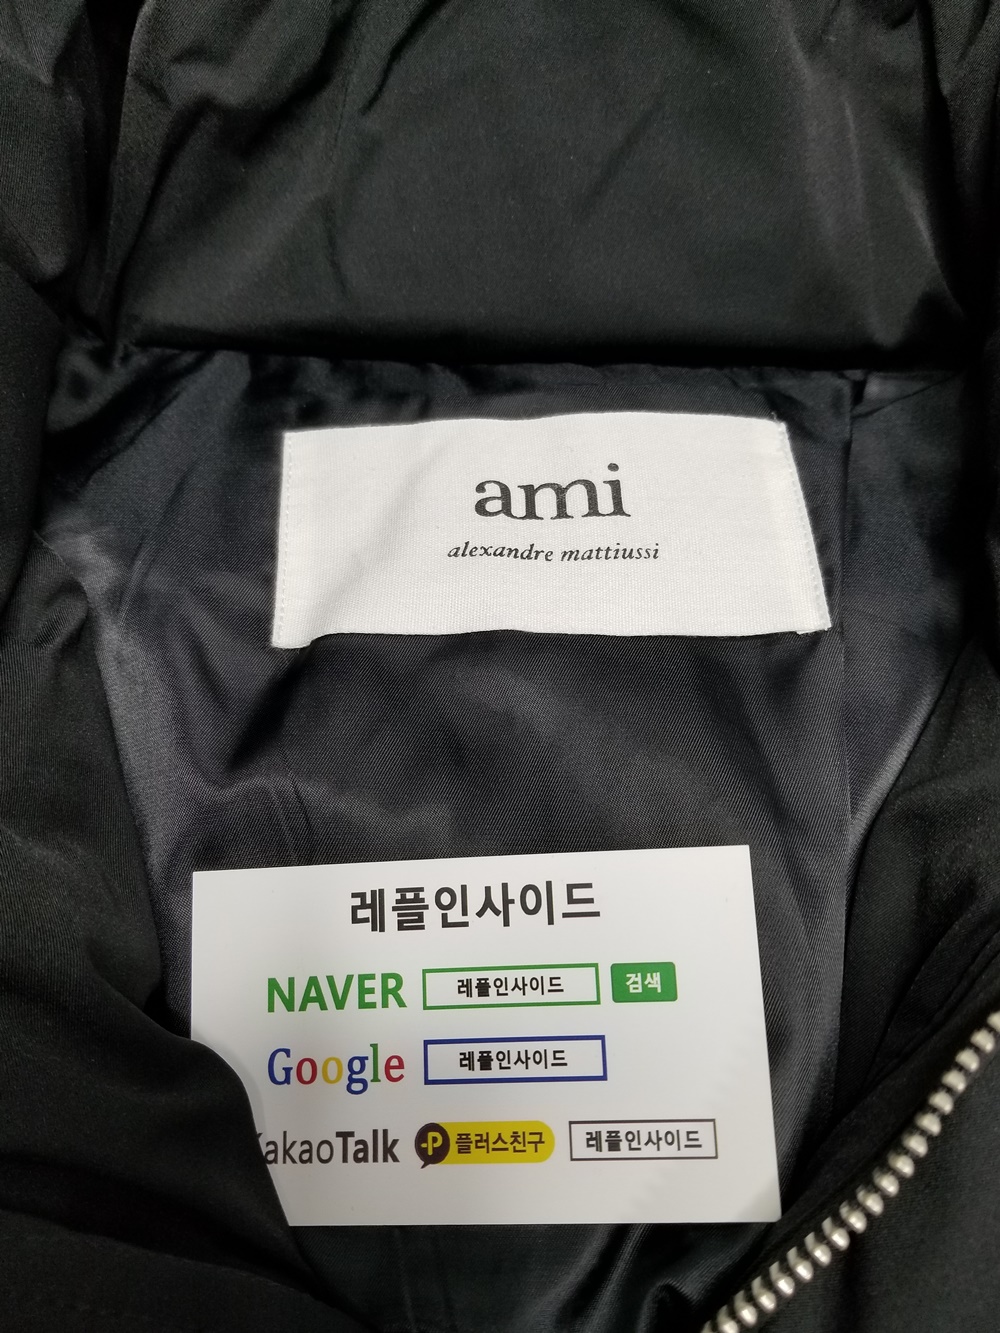 ami
alexandre mattiussi
레플인사이드
NAVER 레플인사이드 검색
Google 레플인사이드
KakaoTalk P 플러스친구 레플인사이드